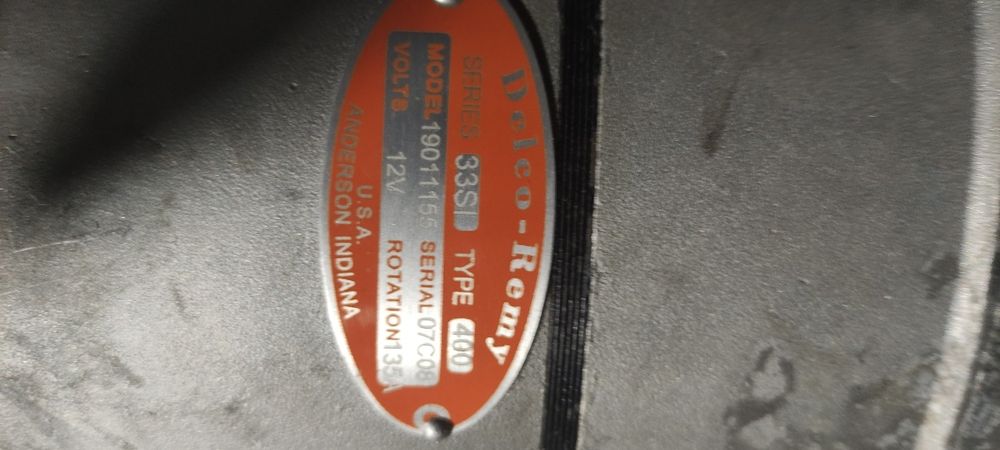 Delco-Remy
SERIES 33SI TYPE 400
MODEL 19011155 SERIAL 07C08
VOLTS 12V ROTATION 135A
U.S.A.
ANDERSON INDIANA